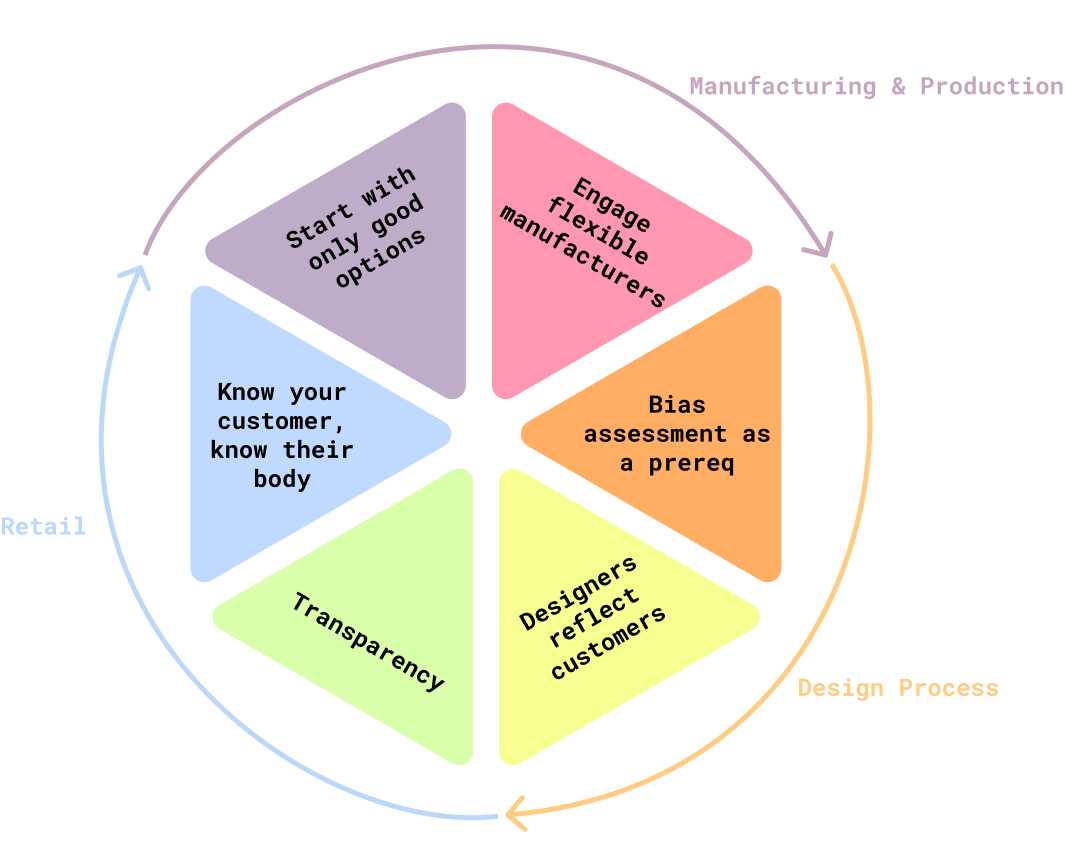 Manufacturing & Production
Start with
only good
options
Engage
flexible
manufacturers
Know your
customer,
know their
body
Bias
assessment as
a prereq
Retail
Transparency
Designers
reflect
customers
Design Process